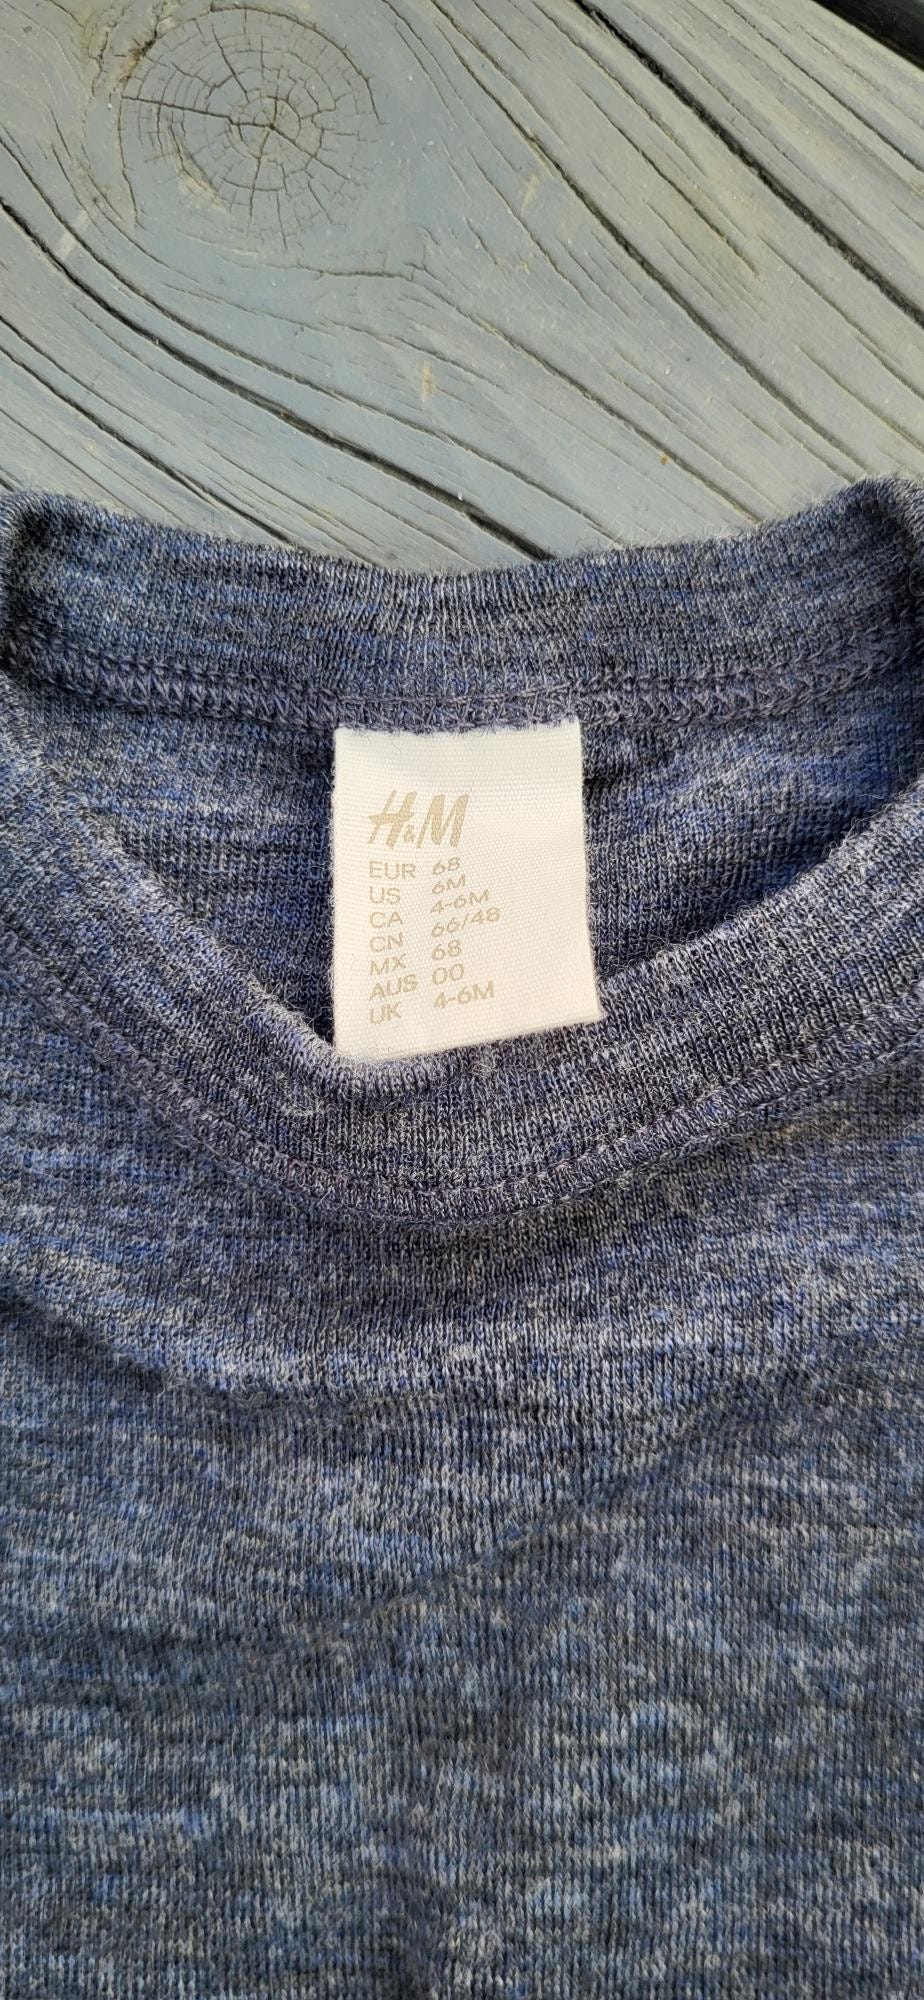 H&M
EUR 68
US 6M
CA 4-6M
CN 66/48
MX 68
AUS 00
UK 4-6M